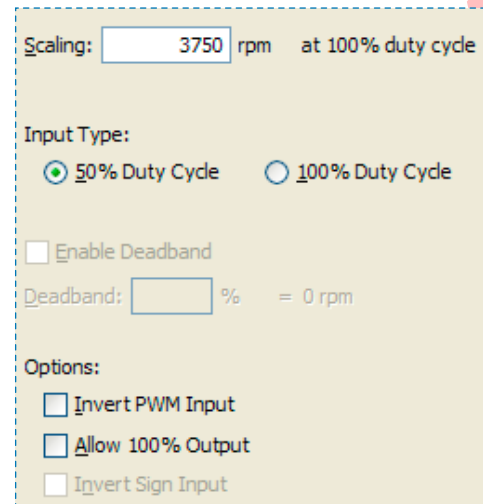 Scaling: 3750 rpm at 100% duty cycle
Input Type:
50% Duty Cycle 100% Duty Cycle
Enable Deadband
Deadband: % = 0 rpm
Options:
Invert PWM Input
Allow 100% Output
Invert Sign Input